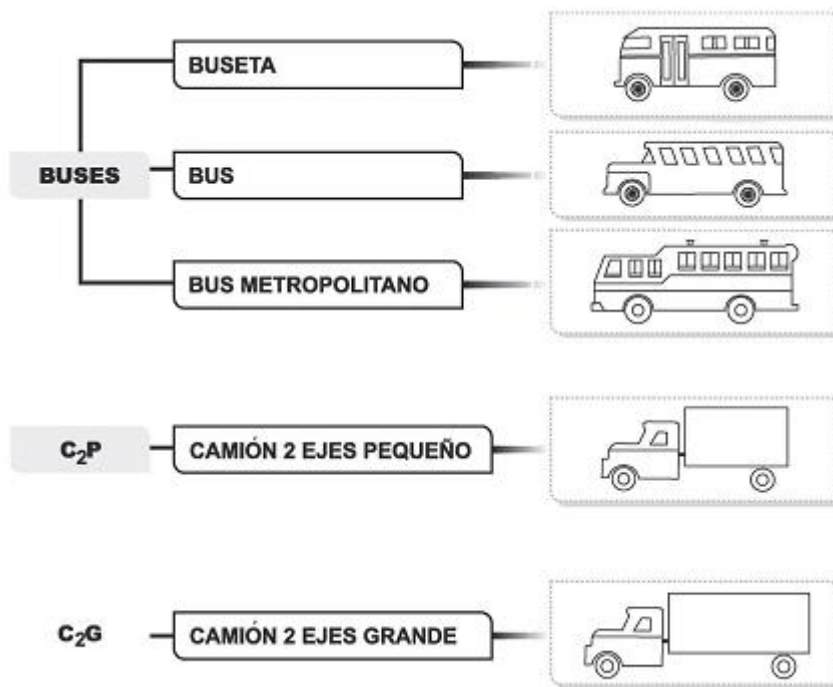 BUSETA
BUSES
BUS
BUS METROPOLITANO
C₂P
CAMIÓN 2 EJES PEQUEÑO
C₂G
CAMIÓN 2 EJES GRANDE